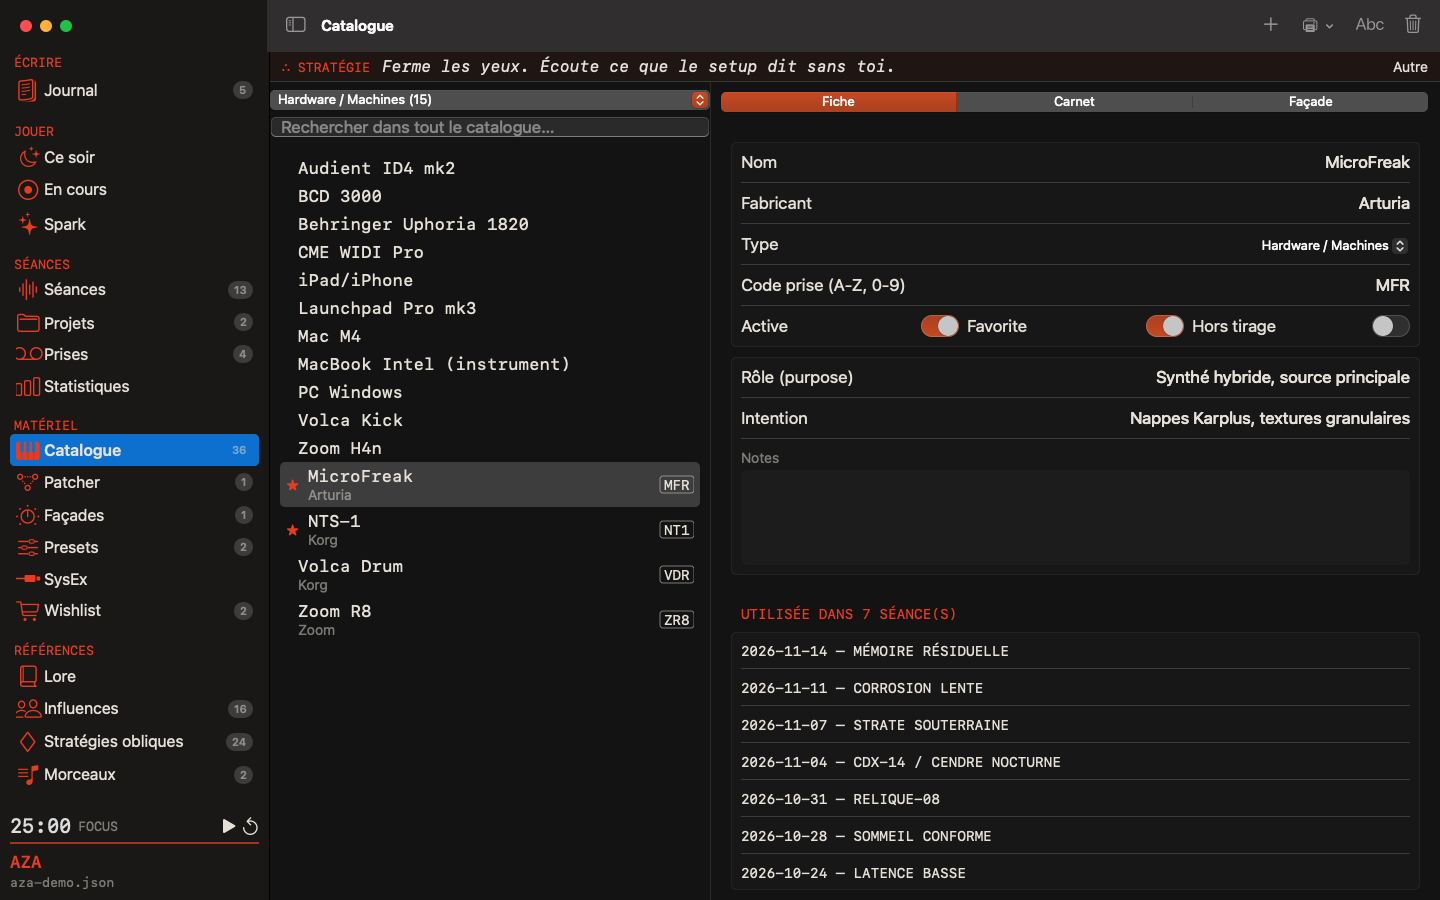 Catalogue
Abc
∴ STRATÉGIE Ferme les yeux. Écoute ce que le setup dit sans toi.
Autre
ÉCRIRE
Journal 5
JOUER
Ce soir
En cours
Spark
SÉANCES
Séances 13
Projets 2
Prises 4
Statistiques
MATÉRIEL
Catalogue 36
Patcher 1
Façades 1
Presets 2
SysEx
Wishlist 2
RÉFÉRENCES
Lore
Influences 16
Stratégies obliques 24
Morceaux 2
25:00 FOCUS
AZA
aza-demo.json
Hardware / Machines (15)
Rechercher dans tout le catalogue...
Audient ID4 mk2
BCD 3000
Behringer Uphoria 1820
CME WIDI Pro
iPad/iPhone
Launchpad Pro mk3
Mac M4
MacBook Intel (instrument)
PC Windows
Volca Kick
Zoom H4n
MicroFreak
Arturia
MFR
NTS-1
Korg
NT1
Volca Drum
Korg
VDR
Zoom R8
Zoom
ZR8
Fiche Carnet Façade
Nom MicroFreak
Fabricant Arturia
Type Hardware / Machines
Code prise (A-Z, 0-9) MFR
Active Favorite Hors tirage
Rôle (purpose) Synthé hybride, source principale
Intention Nappes Karplus, textures granulaires
Notes
UTILISÉE DANS 7 SÉANCE(S)
2026-11-14 — MÉMOIRE RÉSIDUELLE
2026-11-11 — CORROSION LENTE
2026-11-07 — STRATE SOUTERRAINE
2026-11-04 — CDX-14 / CENDRE NOCTURNE
2026-10-31 — RELIQUE-08
2026-10-28 — SOMMEIL CONFORME
2026-10-24 — LATENCE BASSE